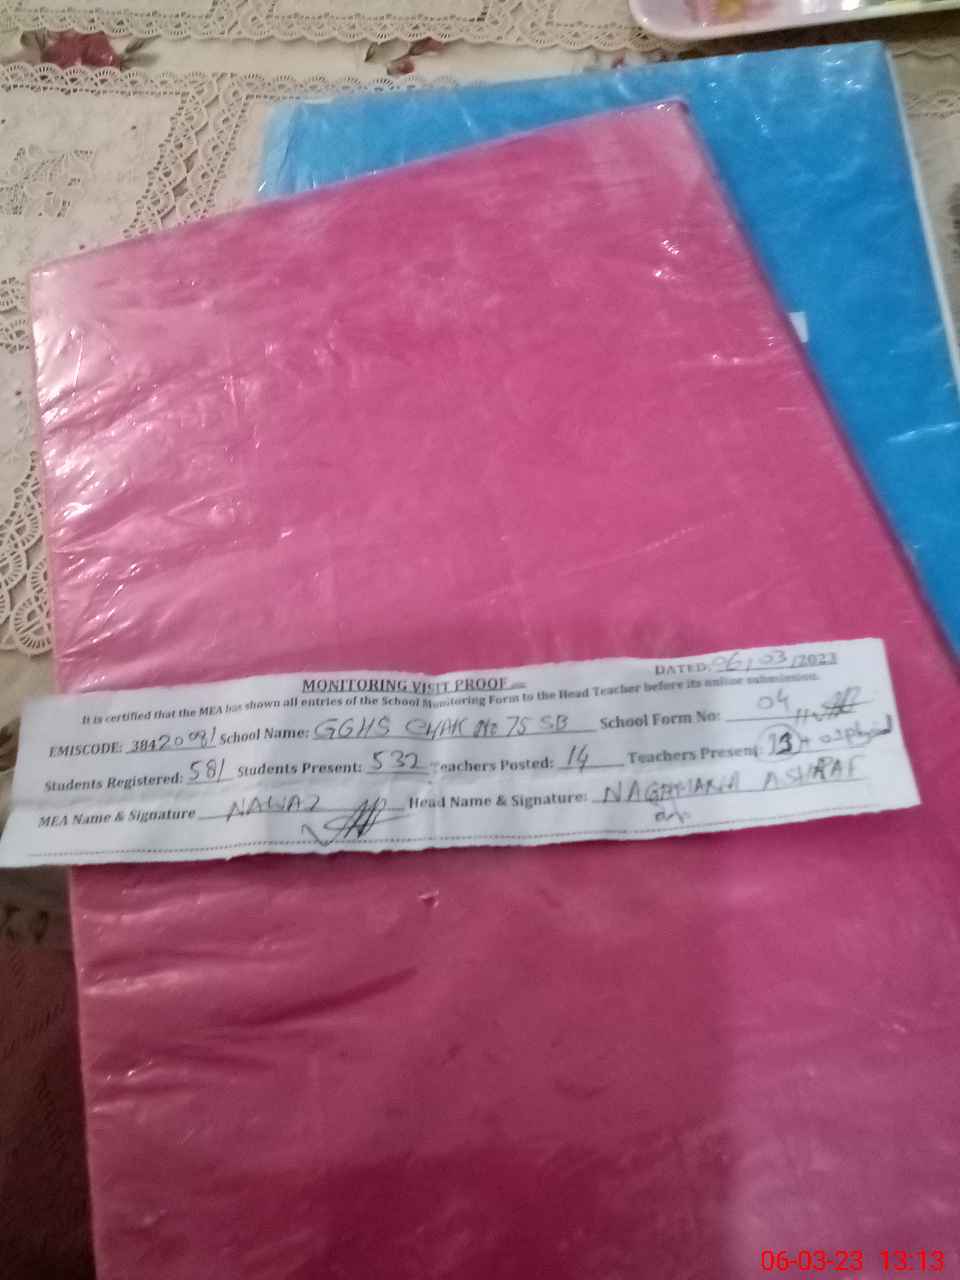 MONITORING VISIT PROOF
DATED: 06/03/2023
It is certified that the MEA has shown all entries of the School Monitoring Form to the Head Teacher before its online submission.
EMISCODE: 38420091 School Name: GGHS CHAK No 75 SB School Form No: 04
Students Registered: 581 Students Present: 532 Teachers Posted: 14 Teachers Present: 13 +
MEA Name & Signature NAWAZ Head Name & Signature: ASHRAF
06-03-23 13:13